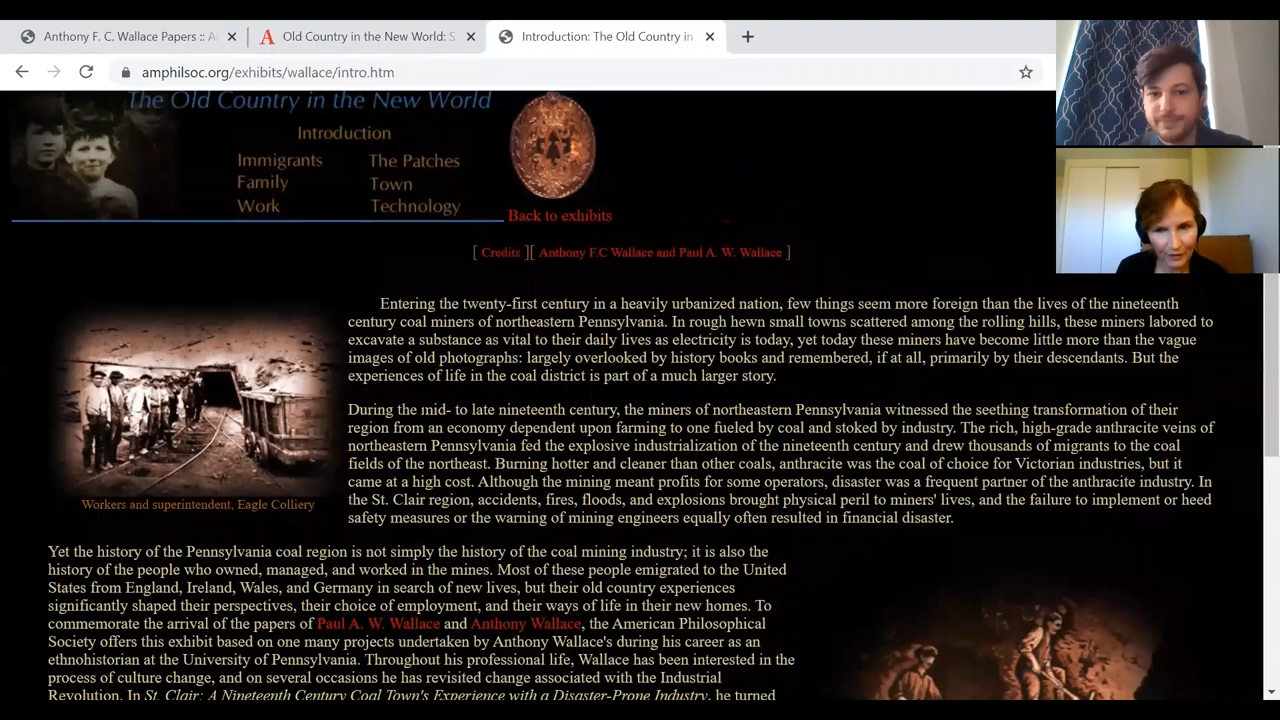 Anthony F. C. Wallace Papers ::
Old Country in the New World: S
Introduction: The Old Country in
amphilsoc.org/exhibits/wallace/intro.htm
The Old Country in the New World
Introduction
Immigrants The Patches
Family Town
Work Technology
Back to exhibits
[ Credits ][ Anthony F.C Wallace and Paul A. W. Wallace ]
Entering the twenty-first century in a heavily urbanized nation, few things seem more foreign than the lives of the nineteenth
century coal miners of northeastern Pennsylvania. In rough hewn small towns scattered among the rolling hills, these miners labored to
excavate a substance as vital to their daily lives as electricity is today, yet today these miners have become little more than the vague
images of old photographs: largely overlooked by history books and remembered, if at all, primarily by their descendants. But the
experiences of life in the coal district is part of a much larger story.
During the mid- to late nineteenth century, the miners of northeastern Pennsylvania witnessed the seething transformation of their
region from an economy dependent upon farming to one fueled by coal and stoked by industry. The rich, high-grade anthracite veins of
northeastern Pennsylvania fed the explosive industrialization of the nineteenth century and drew thousands of migrants to the coal
fields of the northeast. Burning hotter and cleaner than other coals, anthracite was the coal of choice for Victorian industries, but it
came at a high cost. Although the mining meant profits for some operators, disaster was a frequent partner of the anthracite industry. In
the St. Clair region, accidents, fires, floods, and explosions brought physical peril to miners' lives, and the failure to implement or heed
safety measures or the warning of mining engineers equally often resulted in financial disaster.
Workers and superintendent, Eagle Colliery
Yet the history of the Pennsylvania coal region is not simply the history of the coal mining industry; it is also the
history of the people who owned, managed, and worked in the mines. Most of these people emigrated to the United
States from England, Ireland, Wales, and Germany in search of new lives, but their old country experiences
significantly shaped their perspectives, their choice of employment, and their ways of life in their new homes. To
commemorate the arrival of the papers of Paul A. W. Wallace and Anthony Wallace, the American Philosophical
Society offers this exhibit based on one many projects undertaken by Anthony Wallace's during his career as an
ethnohistorian at the University of Pennsylvania. Throughout his professional life, Wallace has been interested in the
process of culture change, and on several occasions he has revisited change associated with the Industrial
Revolution. In St. Clair: A Nineteenth Century Coal Town's Experience with a Disaster-Prone Industry, he turned